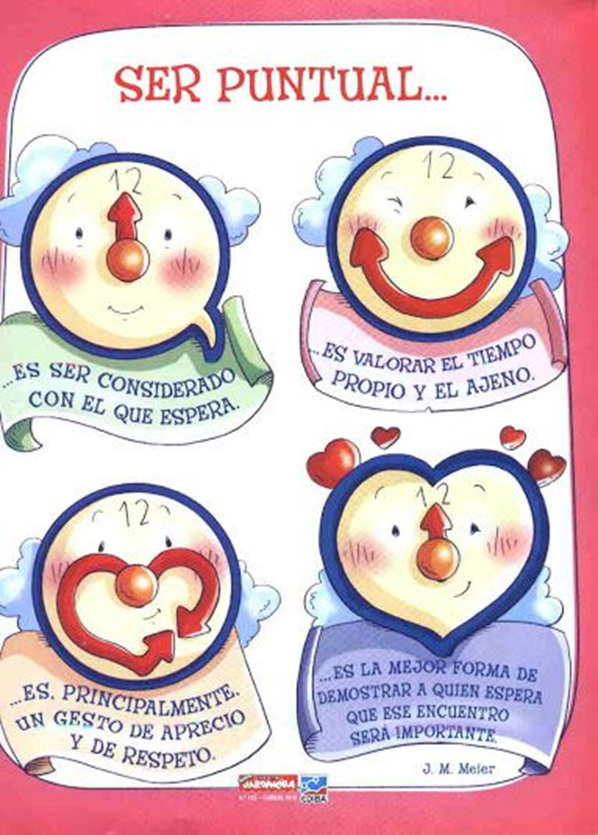 SER PUNTUAL...
12
12
...ES SER CONSIDERADO
CON EL QUE ESPERA.
...ES VALORAR EL TIEMPO
PROPIO Y EL AJENO.
12
12
...ES, PRINCIPALMENTE,
UN GESTO DE APRECIO
Y DE RESPETO.
...ES LA MEJOR FORMA DE
DEMOSTRAR A QUIEN ESPERA
QUE ESE ENCUENTRO
SERÁ IMPORTANTE.
J. M. Meier
EDIBA